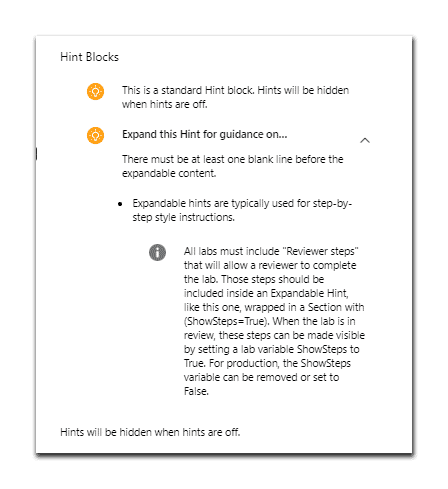 Hint Blocks
This is a standard Hint block. Hints will be hidden
when hints are off.
Expand this Hint for guidance on...
There must be at least one blank line before the
expandable content.
• Expandable hints are typically used for step-by-
step style instructions.
All labs must include "Reviewer steps"
that will allow a reviewer to complete
the lab. Those steps should be
included inside an Expandable Hint,
like this one, wrapped in a Section with
(ShowSteps=True). When the lab is in
review, these steps can be made visible
by setting a lab variable ShowSteps to
True. For production, the ShowSteps
variable can be removed or set to
False.
Hints will be hidden when hints are off.